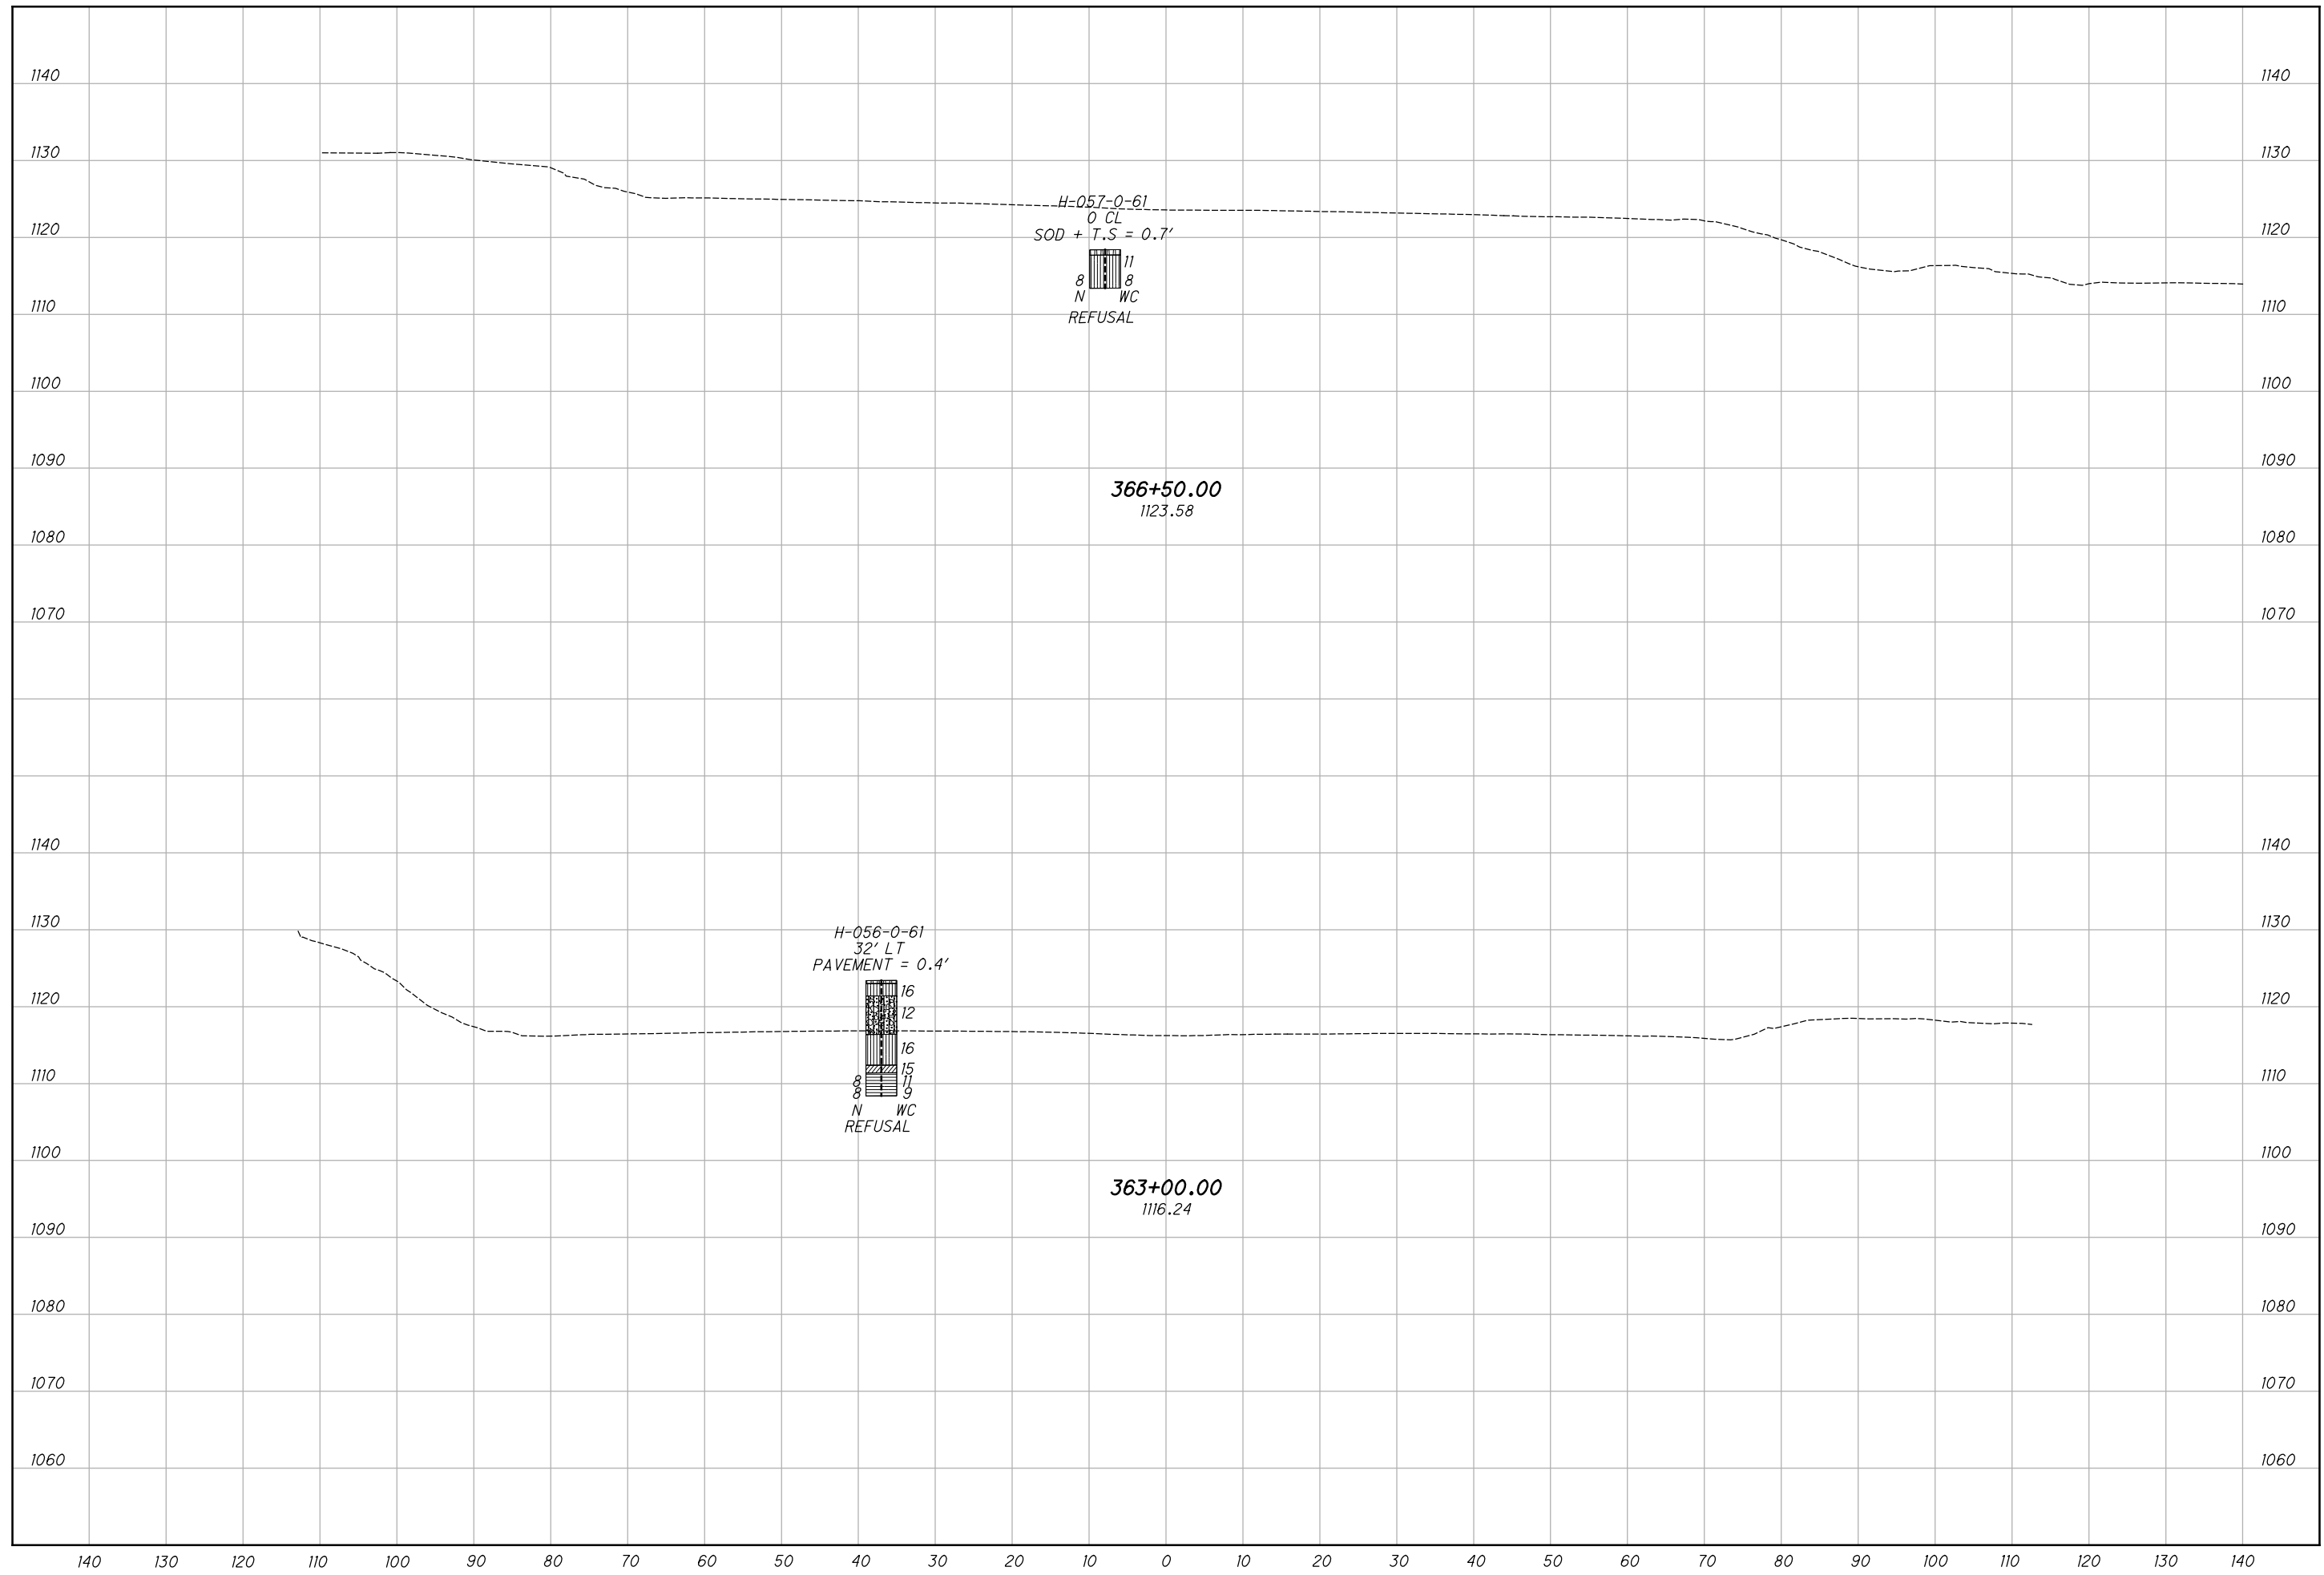 1140 1140
1130 1130
H-057-0-61
0 CL
1120 SOD + T.S = 0.7' 1120
11
8 8
N WC
1110 1110
REFUSAL
1100 1100
1090 1090
366+50.00
1123.58
1080 1080
1070 1070
1140 1140
1130 1130
H-056-0-61
32' LT
PAVEMENT = 0.4'
16
1120 1120
12
16
15
1110 8 11 1110
8 9
N WC
REFUSAL
1100 1100
363+00.00
1116.24
1090 1090
1080 1080
1070 1070
1060 1060
140 130 120 110 100 90 80 70 60 50 40 30 20 10 0 10 20 30 40 50 60 70 80 90 100 110 120 130 140